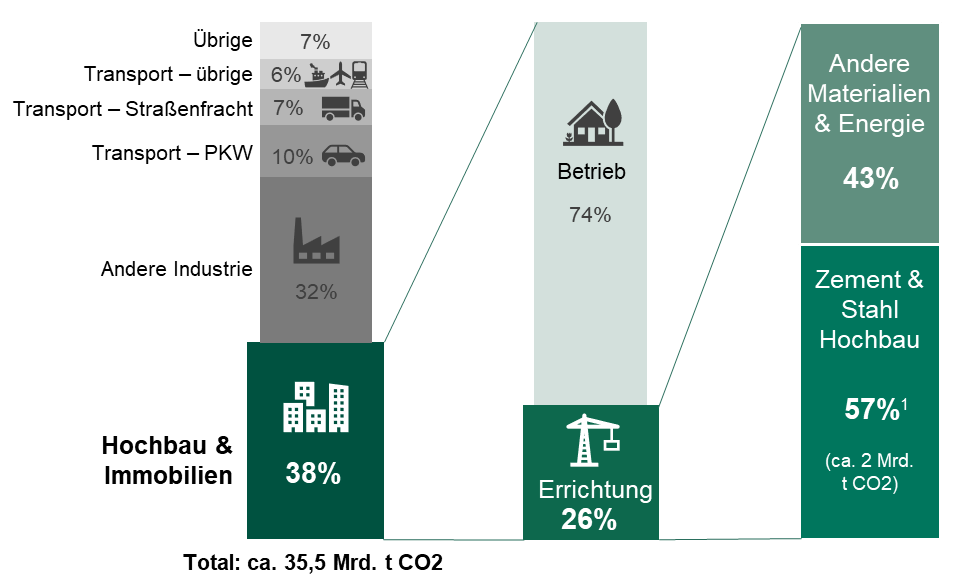 Übrige
7%
Transport – übrige
6%
Transport – Straßenfracht
7%
Transport – PKW
10%
Andere Industrie
32%
Hochbau &
Immobilien
38%
Total: ca. 35,5 Mrd. t CO2
Betrieb
74%
Errichtung
26%
Andere
Materialien
& Energie
43%
Zement &
Stahl
Hochbau
57%¹
(ca. 2 Mrd.
t CO2)